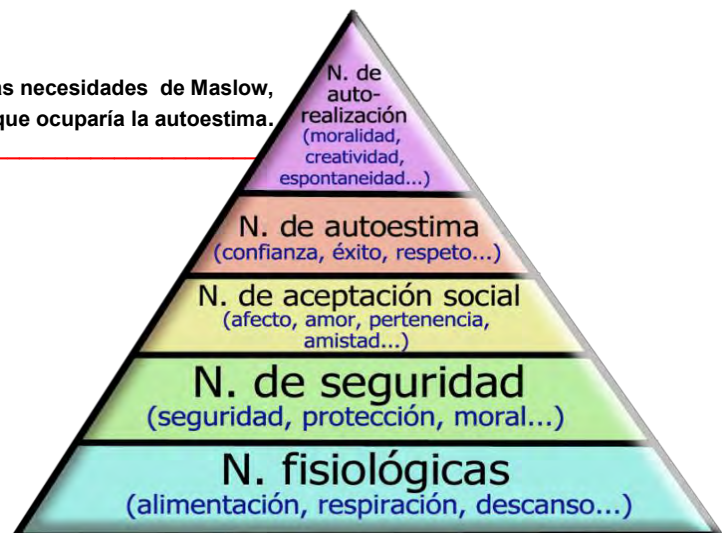 as necesidades de Maslow,
que ocuparía la autoestima.
N. de
auto-
realización
(moralidad,
creatividad,
espontaneidad...)
N. de autoestima
(confianza, éxito, respeto...)
N. de aceptación social
(afecto, amor, pertenencia,
amistad...)
N. de seguridad
(seguridad, protección, moral...)
N. fisiológicas
(alimentación, respiración, descanso...)